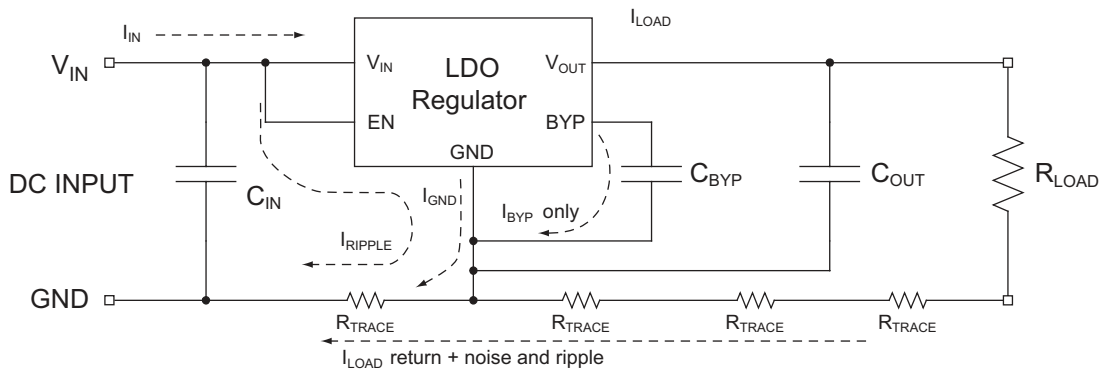 I_IN
I_LOAD
V_IN
V_IN
LDO
Regulator
V_OUT
EN
BYP
GND
DC INPUT
C_IN
I_GND
I_BYP only
C_BYP
C_OUT
R_LOAD
I_RIPPLE
GND
R_TRACE
R_TRACE
R_TRACE
R_TRACE
I_LOAD return + noise and ripple